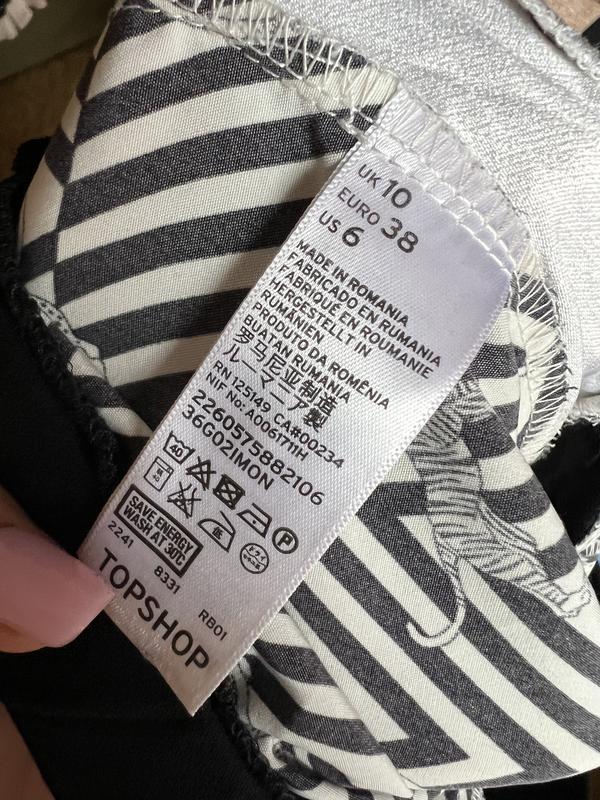 UK 10
EURO 38
US 6
MADE IN ROMANIA
FABRICADO EN RUMANIA
FABRIQUÉ EN ROUMANIE
HERGESTELLT IN
RUMÄNIEN
PRODUTO DA ROMÊNIA
BUATAN RUMANIA
罗马尼亚制造
ルーマニア製
RN 125149 CA#00234
NIF No. A0061711H
2260575882106
36G02IMON
40
P
SAVE ENERGY
WASH AT 30°C
2241 8331 RB01
TOPSHOP